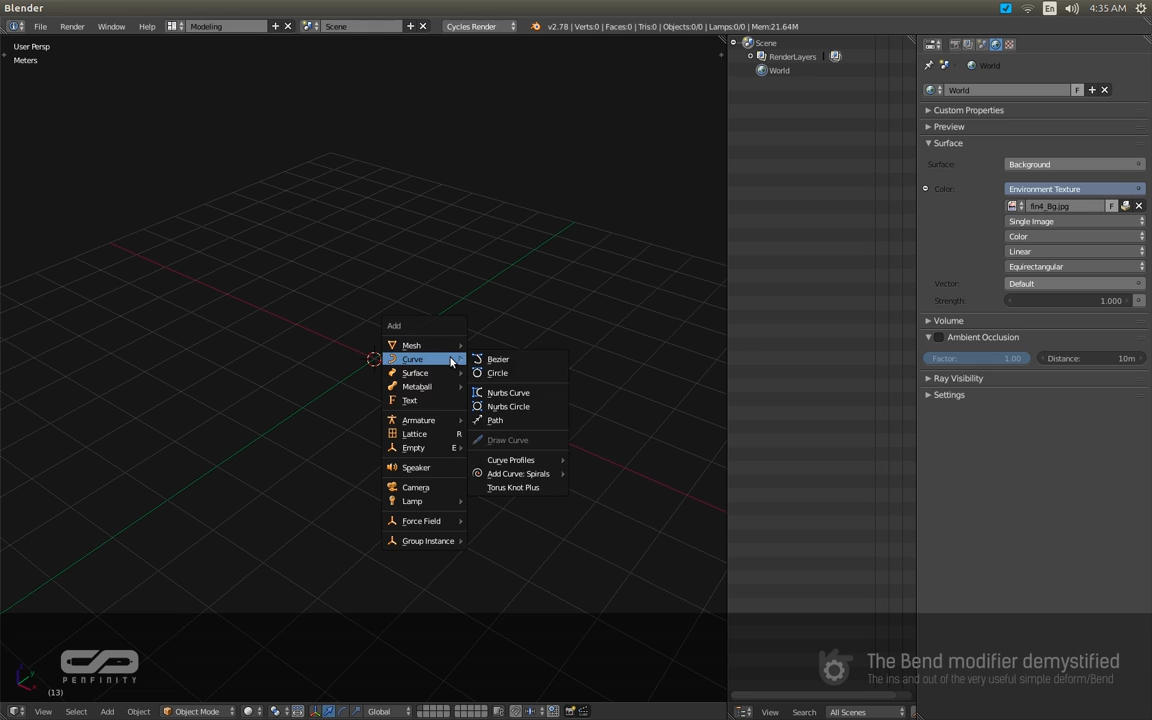 Blender
En
4:35 AM
File
Render
Window
Help
Modeling
Scene
Cycles Render
v2.78 | Verts:0 | Faces:0 | Tris:0 | Objects:0/0 | Lamps:0/0 | Mem:21.64M
User Persp
Meters
Add
Mesh
Curve
Surface
Metaball
Text
Armature
Lattice
R
Empty
E
Speaker
Camera
Lamp
Force Field
Group Instance
Bezier
Circle
Nurbs Curve
Nurbs Circle
Path
Draw Curve
Curve Profiles
Add Curve: Spirals
Torus Knot Plus
Scene
RenderLayers
World
World
World
F
Custom Properties
Preview
Surface
Surface:
Background
Color:
Environment Texture
fin4_Bg.jpg
F
Single Image
Color
Linear
Equirectangular
Vector:
Default
Strength:
1.000
Volume
Ambient Occlusion
Factor:
1.00
Distance:
10m
Ray Visibility
Settings
PENFINITY
(13)
The Bend modifier demystified
The ins and out of the very useful simple deform/Bend
View
Select
Add
Object
Object Mode
Global
View
Search
All Scenes